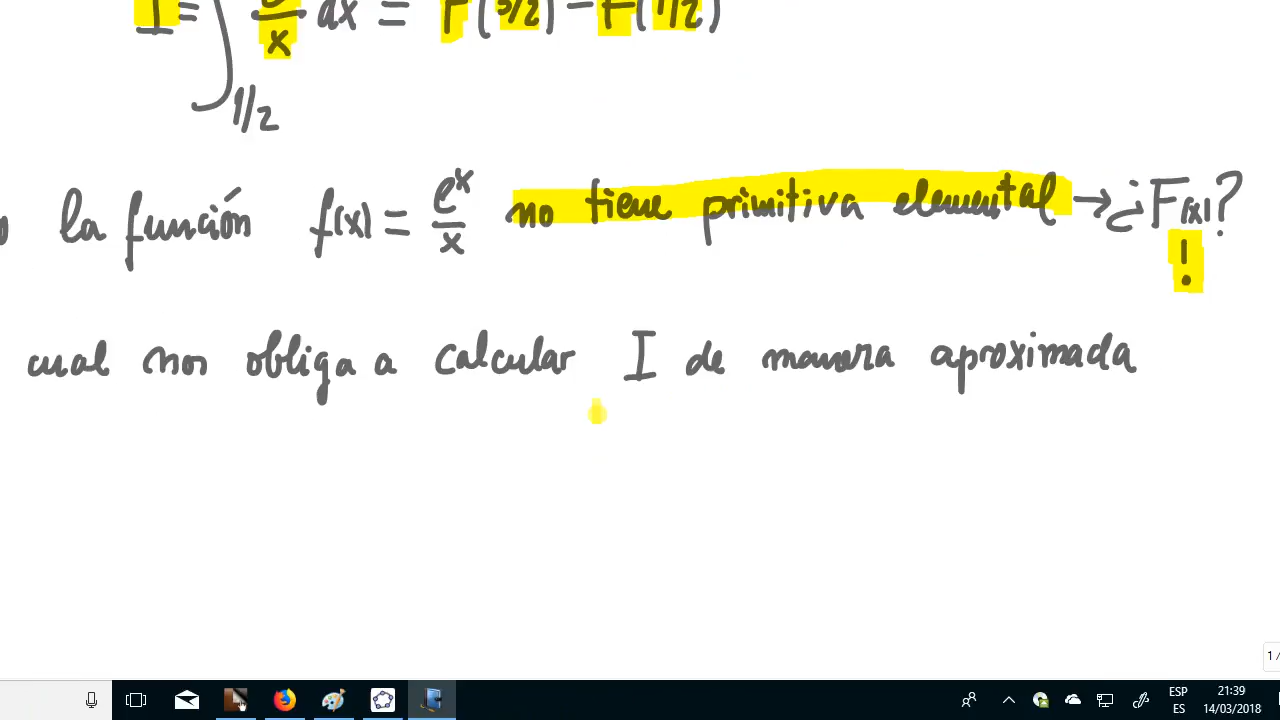 I = ∫ e/x dx = F(3/2) - F(1/2)
1/2
la función f(x) = e^x/x no tiene primitiva elemental → ¿F(x)?
!
cual nos obliga a calcular I de manera aproximada
1/
ESP
21:39
ES
14/03/2018